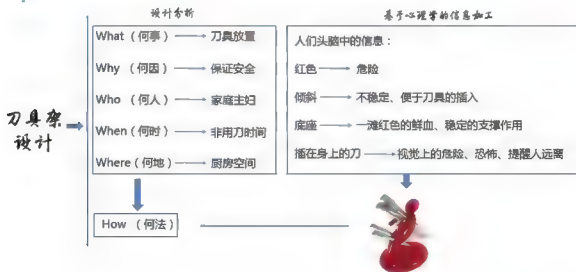 设计分析
What （何事） 刀具放置
Why （何因） 保证安全
Who （何人） 家庭主妇
When（何时） 非用刀时间
Where（何地） 厨房空间
How （何法）
刀具架
设计
基于心理学的信息加工
人们头脑中的信息：
红色 危险
倾斜 不稳定、便于刀具的插入
底座 一滩红色的鲜血、稳定的支撑作用
插在身上的刀 视觉上的危险、恐怖、提醒人远离